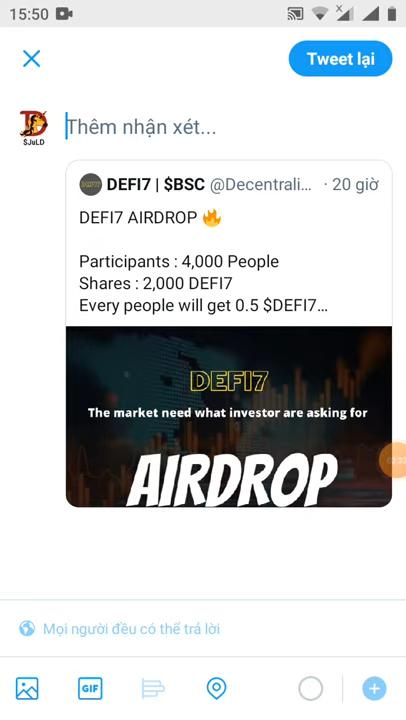 15:50
Tweet lại
$JuLD
Thêm nhận xét...
DEFI7 | $BSC @Decentrali... · 20 giờ
DEFI7 AIRDROP 🔥
Participants : 4,000 People
Shares : 2,000 DEFI7
Every people will get 0.5 $DEFI7...
DEFI7
The market need what investor are asking for
AIRDROP
Mọi người đều có thể trả lời
GIF